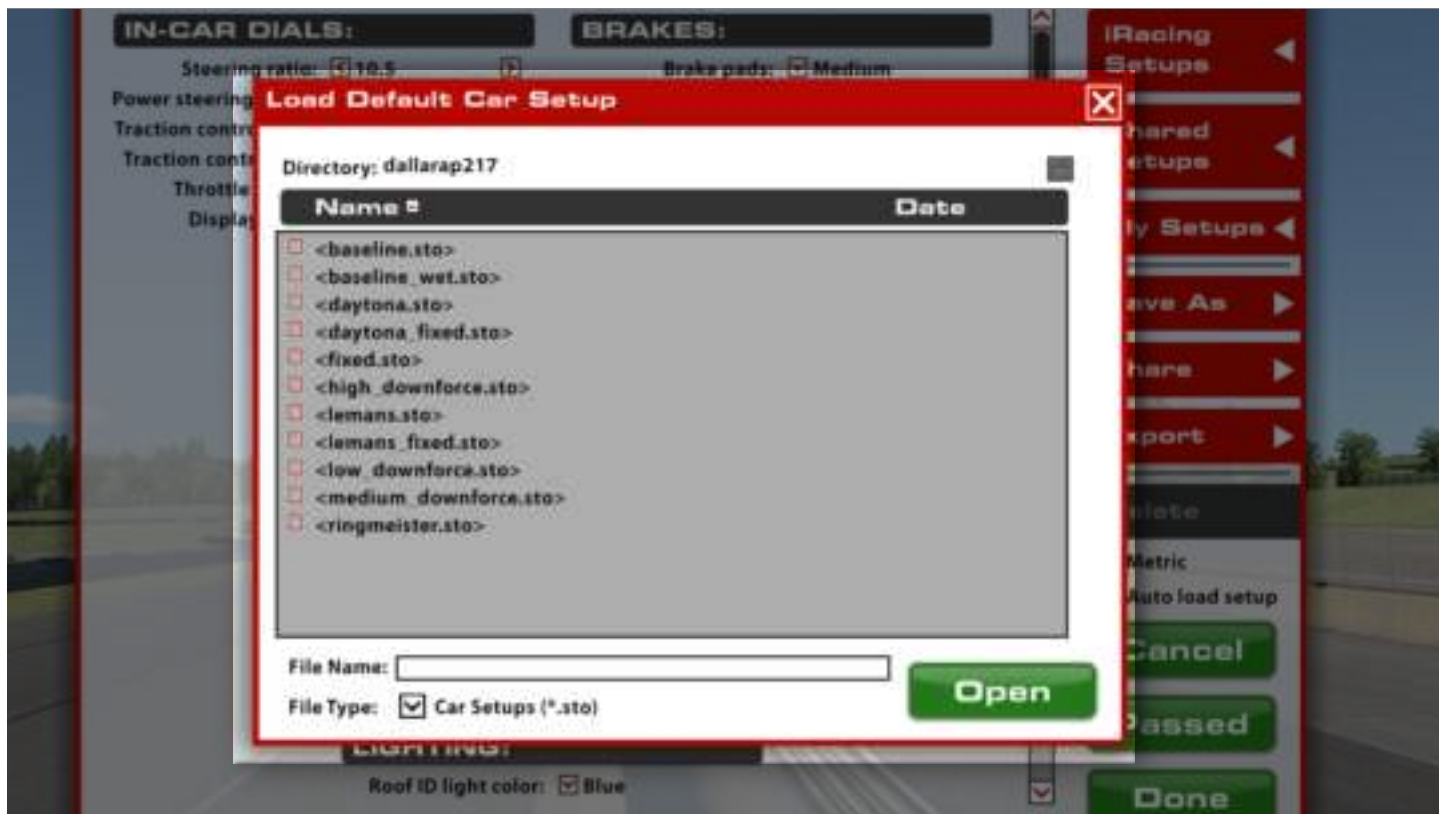 IN-CAR DIALS:
BRAKES:
Steering ratio: 10.5
Brake pads: Medium
Power steering
Traction contro
Traction contr
Throttle
Display
Load Default Car Setup
X
Directory: dallarap217
Name
Date
<baseline.sto>
<baseline_wet.sto>
<daytona.sto>
<daytona_fixed.sto>
<fixed.sto>
<high_downforce.sto>
<lemans.sto>
<lemans_fixed.sto>
<low_downforce.sto>
<medium_downforce.sto>
<ringmeister.sto>
File Name:
File Type: Car Setups (*.sto)
Open
LIGHTING:
Roof ID light color: Blue
iRacing
Setups
hared
etups
ly Setups
ave As
hare
xport
elete
Metric
Auto load setup
Cancel
Passed
Done